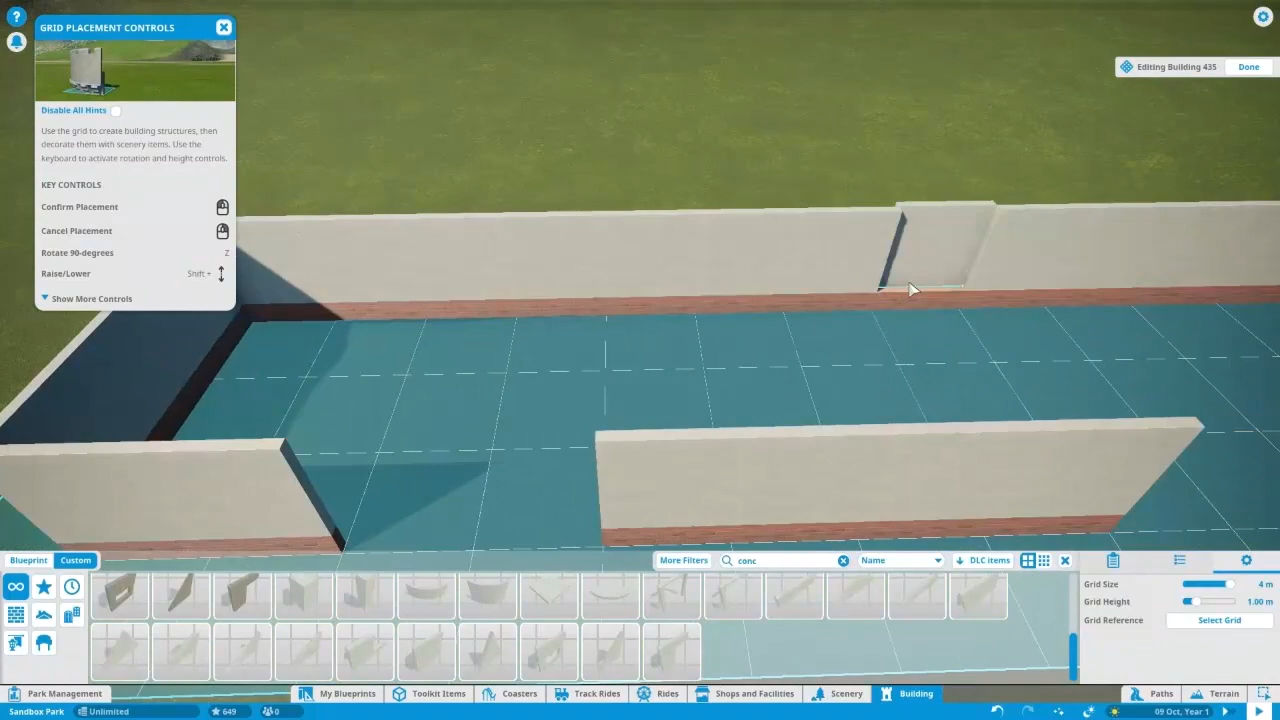 GRID PLACEMENT CONTROLS
Disable All Hints
Use the grid to create building structures, then
decorate them with scenery items. Use the
keyboard to activate rotation and height controls.
KEY CONTROLS
Confirm Placement
Cancel Placement
Rotate 90-degrees Z
Raise/Lower Shift +
Show More Controls
Editing Building 435 Done
Blueprint Custom
More Filters conc Name DLC items
Grid Size 4 m
Grid Height 1.00 m
Grid Reference Select Grid
Park Management My Blueprints Toolkit Items Coasters Track Rides Rides Shops and Facilities Scenery Building Paths Terrain
Sandbox Park Unlimited 649 0 09 Oct, Year 1